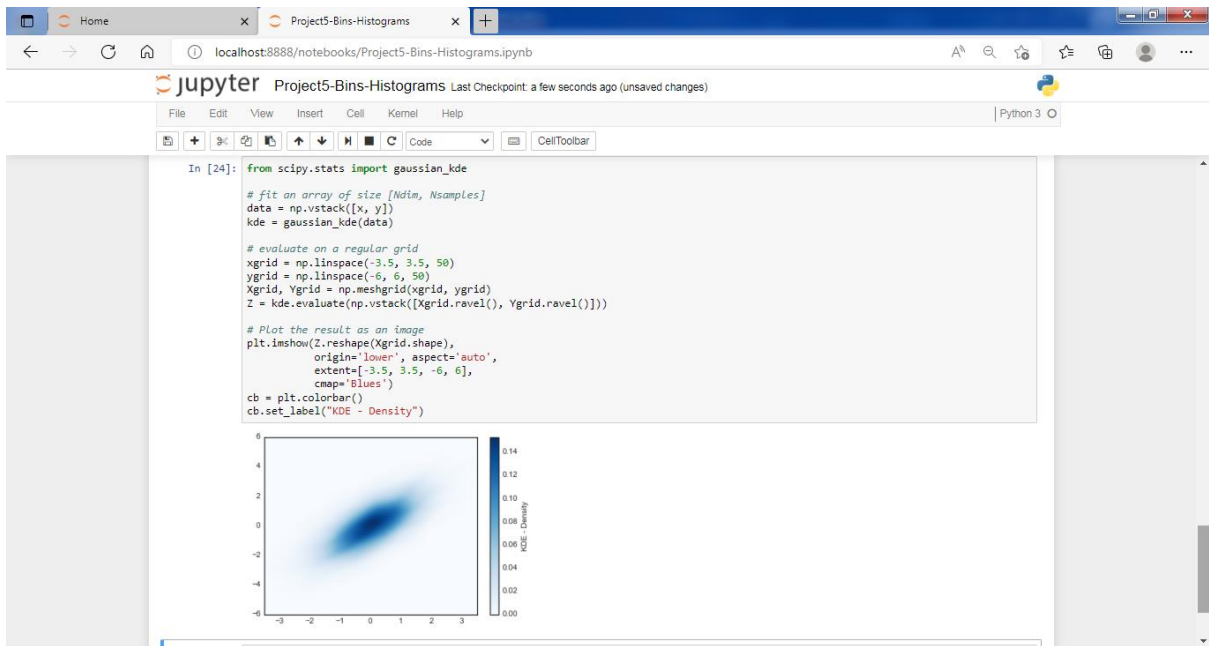 Home
Project5-Bins-Histograms
localhost:8888/notebooks/Project5-Bins-Histograms.ipynb
jupyter Project5-Bins-Histograms Last Checkpoint: a few seconds ago (unsaved changes)
File Edit View Insert Cell Kernel Help Python 3
Code CellToolbar
In [24]: from scipy.stats import gaussian_kde
# fit an array of size [Ndim, Nsamples]
data = np.vstack([x, y])
kde = gaussian_kde(data)
# evaluate on a regular grid
xgrid = np.linspace(-3.5, 3.5, 50)
ygrid = np.linspace(-6, 6, 50)
Xgrid, Ygrid = np.meshgrid(xgrid, ygrid)
Z = kde.evaluate(np.vstack([Xgrid.ravel(), Ygrid.ravel()]))
# Plot the result as an image
plt.imshow(Z.reshape(Xgrid.shape),
origin='lower', aspect='auto',
extent=[-3.5, 3.5, -6, 6],
cmap='Blues')
cb = plt.colorbar()
cb.set_label("KDE - Density")
6
4
2
0
−2
−4
−6
−3 −2 −1 0 1 2 3
0.14
0.12
0.10
0.08
0.06
0.04
0.02
0.00
KDE - Density